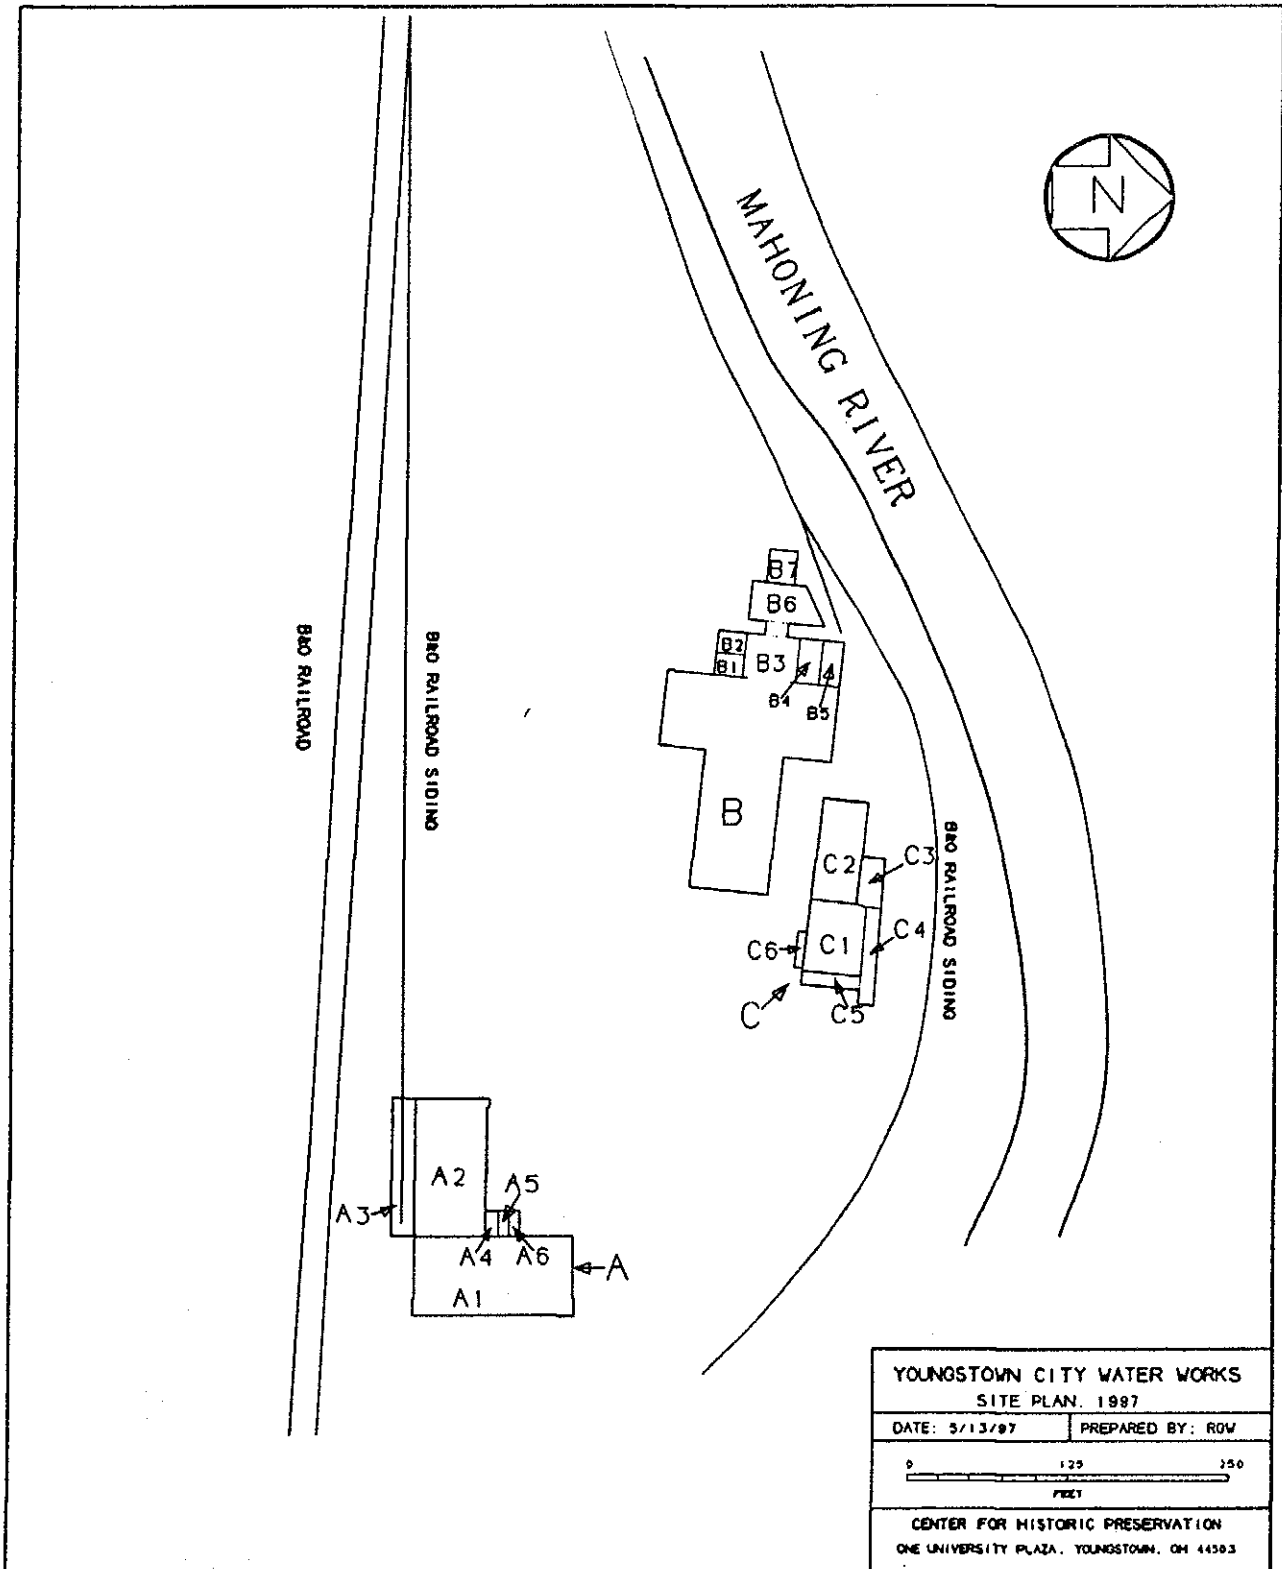 N
MAHONING RIVER
B7
B6
B2
B3
B1
B4
B5
B&O RAILROAD
B&O RAILROAD SIDING
B
C2
C3
B&O RAILROAD SIDING
C4
C6
C1
C
C5
A2
A5
A3
A4
A6
A
A1
YOUNGSTOWN CITY WATER WORKS
SITE PLAN, 1997
DATE: 5/13/97
PREPARED BY: RDW
0 125 250
FEET
CENTER FOR HISTORIC PRESERVATION
ONE UNIVERSITY PLAZA, YOUNGSTOWN, OH 44503